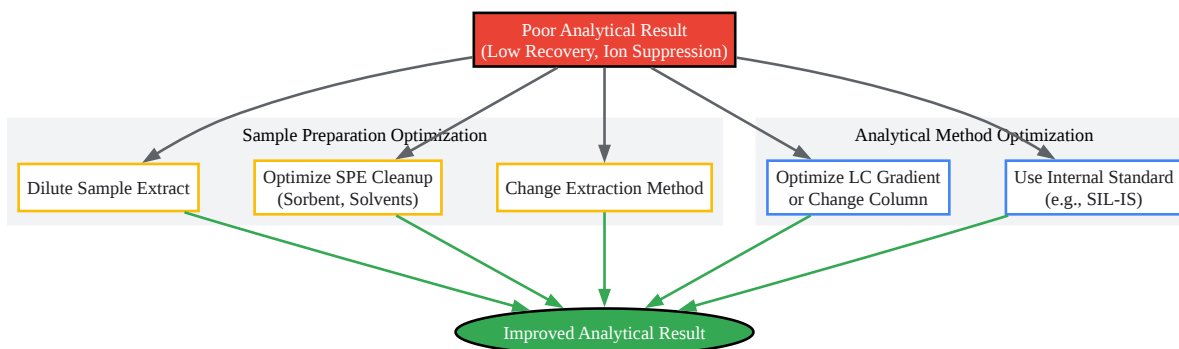 Poor Analytical Result
(Low Recovery, Ion Suppression)
Sample Preparation Optimization
Analytical Method Optimization
Dilute Sample Extract
Optimize SPE Cleanup
(Sorbent, Solvents)
Change Extraction Method
Optimize LC Gradient
or Change Column
Use Internal Standard
(e.g., SIL-IS)
Improved Analytical Result